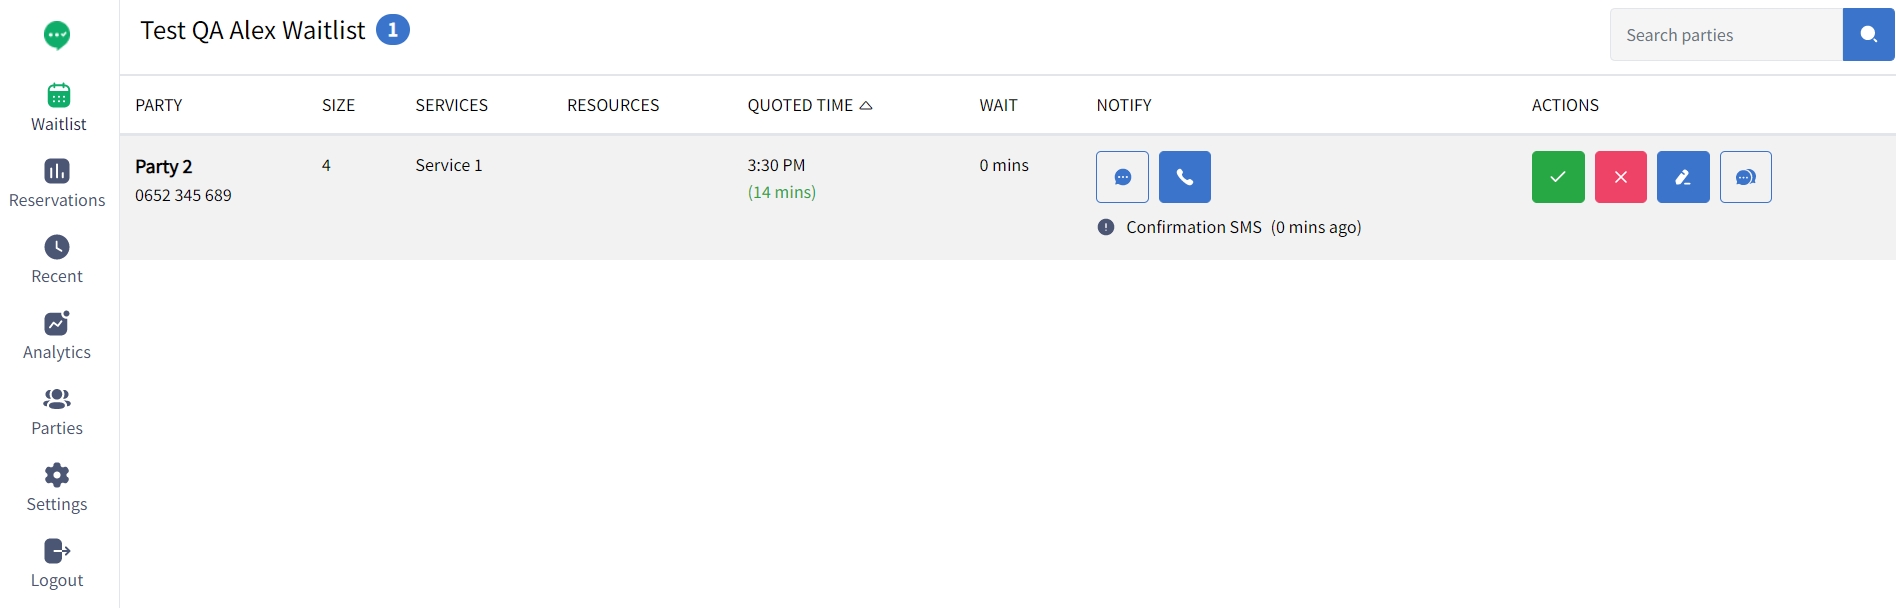 Test QA Alex Waitlist 1
Search parties
Waitlist
Reservations
Recent
Analytics
Parties
Settings
Logout
PARTY SIZE SERVICES RESOURCES QUOTED TIME WAIT NOTIFY ACTIONS
Party 2 4 Service 1 3:30 PM 0 mins
0652 345 689 (14 mins)
Confirmation SMS (0 mins ago)